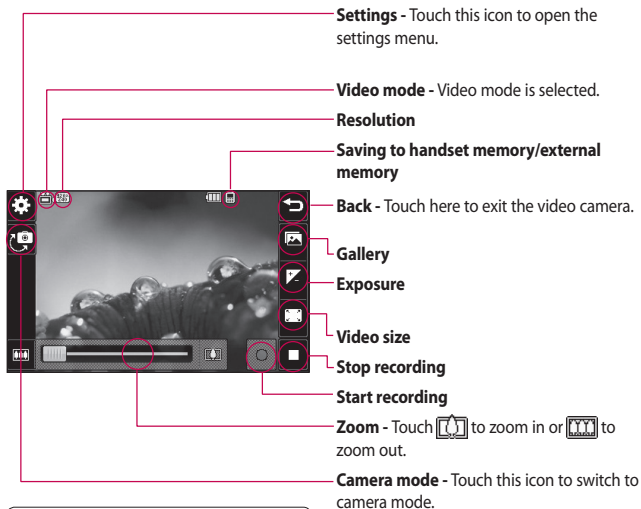 Settings - Touch this icon to open the
settings menu.
Video mode - Video mode is selected.
Resolution
Saving to handset memory/external
memory
Back - Touch here to exit the video camera.
Gallery
Exposure
Video size
Stop recording
Start recording
Zoom - Touch to zoom in or to
zoom out.
Camera mode - Touch this icon to switch to
camera mode.